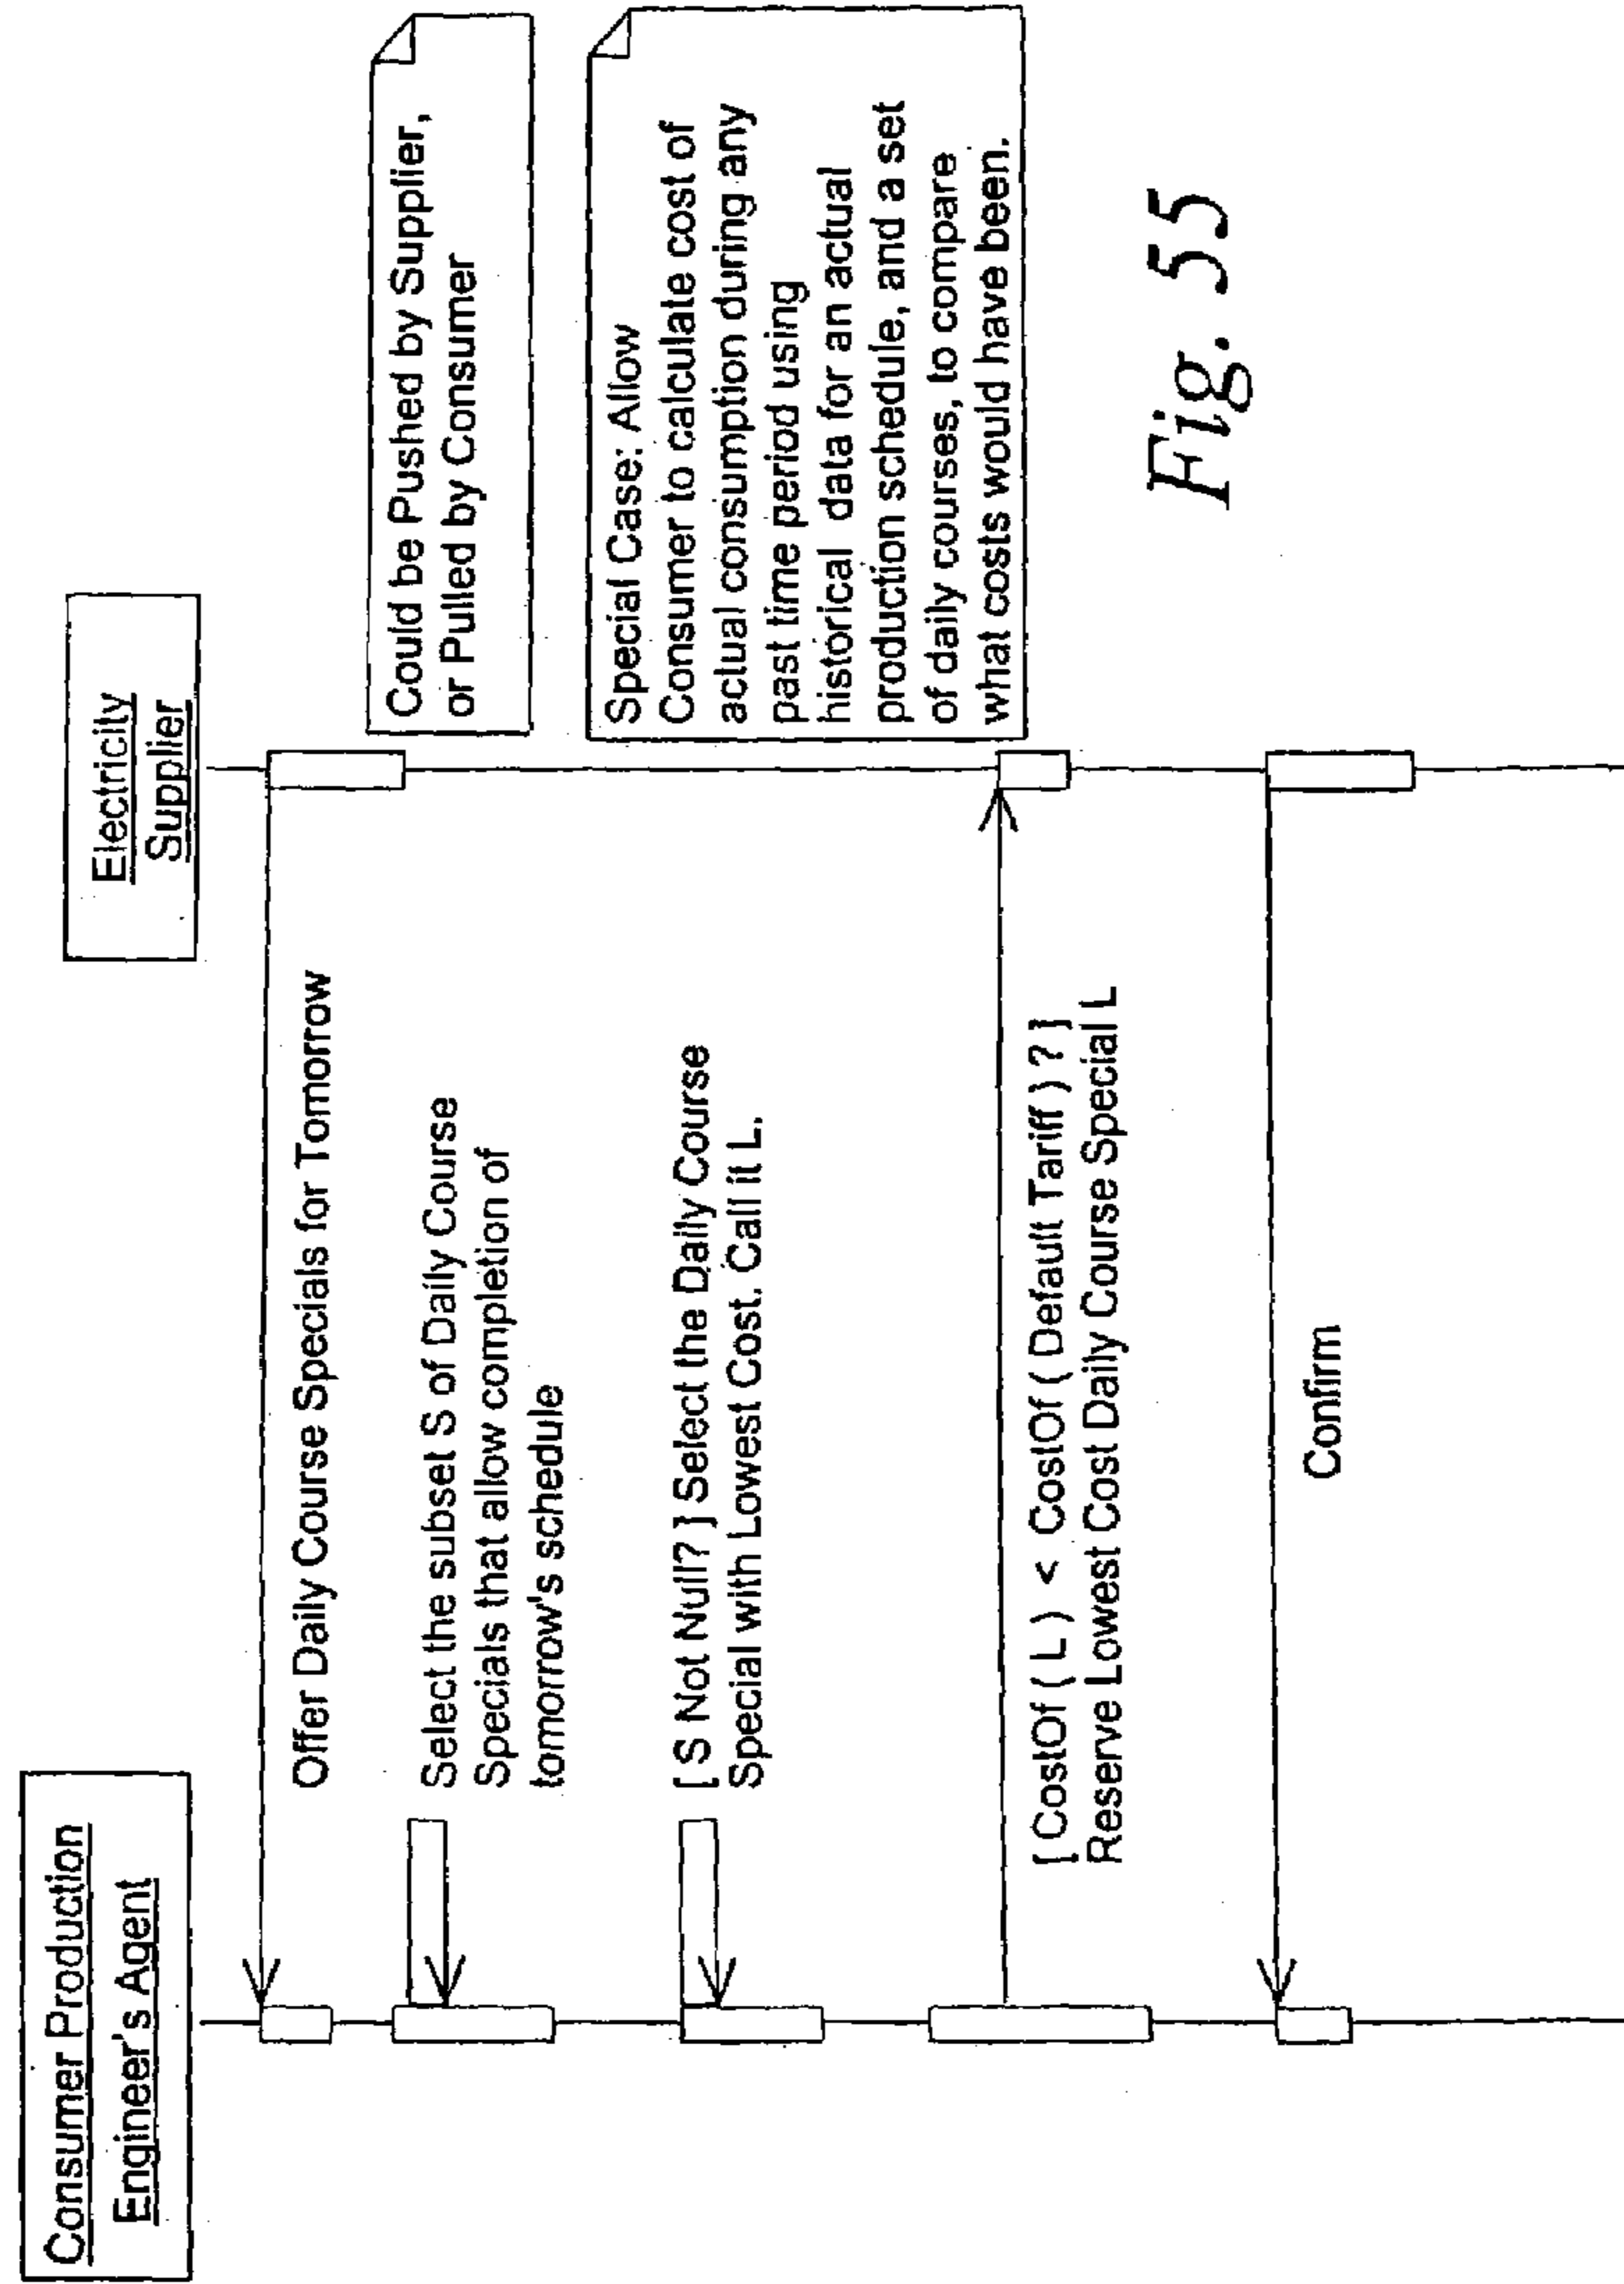 Consumer Production
Engineer's Agent
Electricity
Supplier
Offer Daily Course Specials for Tomorrow
Could be Pushed by Supplier,
or Pulled by Consumer
Select the subset S of Daily Course
Specials that allow completion of
tomorrow's schedule
Special Case: Allow
Consumer to calculate cost of
actual consumption during any
past time period using
historical data for an actual
production schedule, and a set
of daily courses, to compare
what costs would have been.
[ S Not Null? ] Select the Daily Course
Special with Lowest Cost. Call it L.
[ CostOf ( L ) < CostOf ( Default Tariff ) ? ]
Reserve Lowest Cost Daily Course Special L
Confirm
Fig. 55